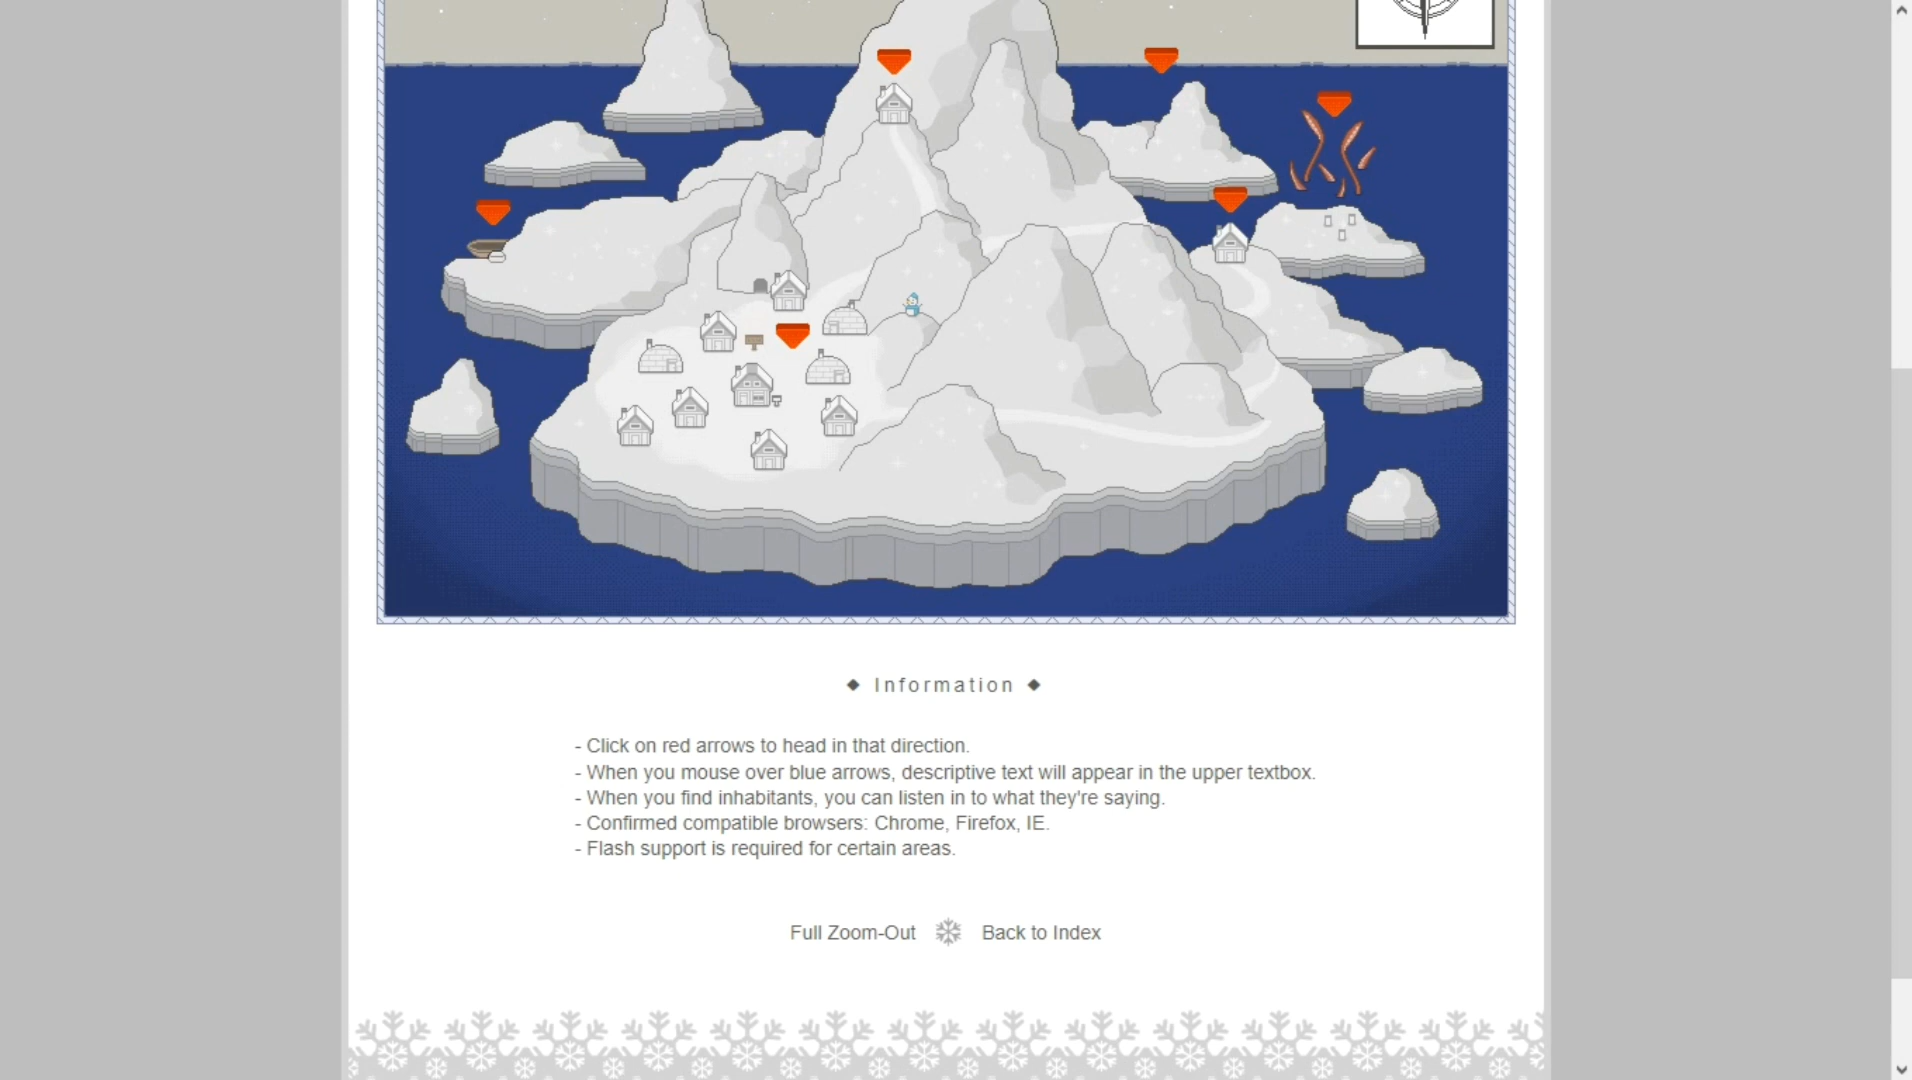 ◆ Information ◆
- Click on red arrows to head in that direction.
- When you mouse over blue arrows, descriptive text will appear in the upper textbox.
- When you find inhabitants, you can listen in to what they're saying.
- Confirmed compatible browsers: Chrome, Firefox, IE.
- Flash support is required for certain areas.
Full Zoom-Out Back to Index